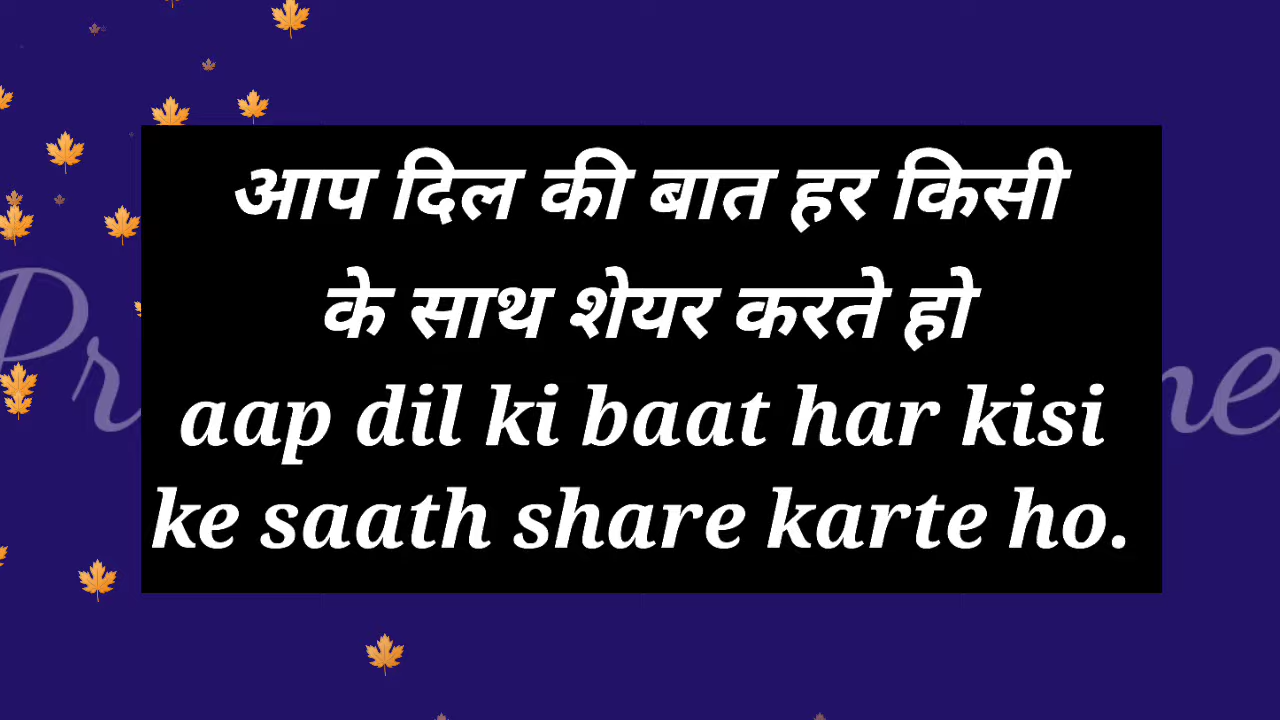 आप दिल की बात हर किसी
के साथ शेयर करते हो
aap dil ki baat har kisi
ke saath share karte ho.